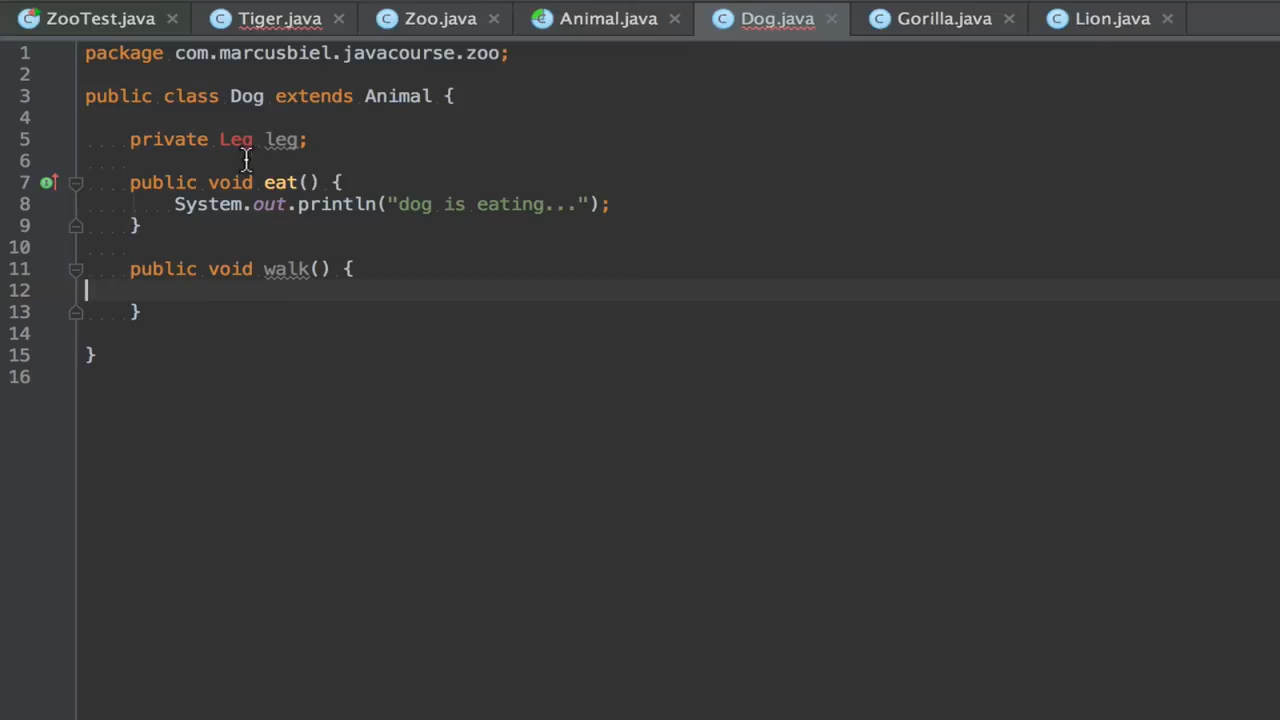 ZooTest.java Tiger.java Zoo.java Animal.java Dog.java Gorilla.java Lion.java
1 package com.marcusbiel.javacourse.zoo;
2
3 public class Dog extends Animal {
4
5 private Leg leg;
6
7 public void eat() {
8 System.out.println("dog is eating...");
9 }
10
11 public void walk() {
12
13 }
14
15 }
16